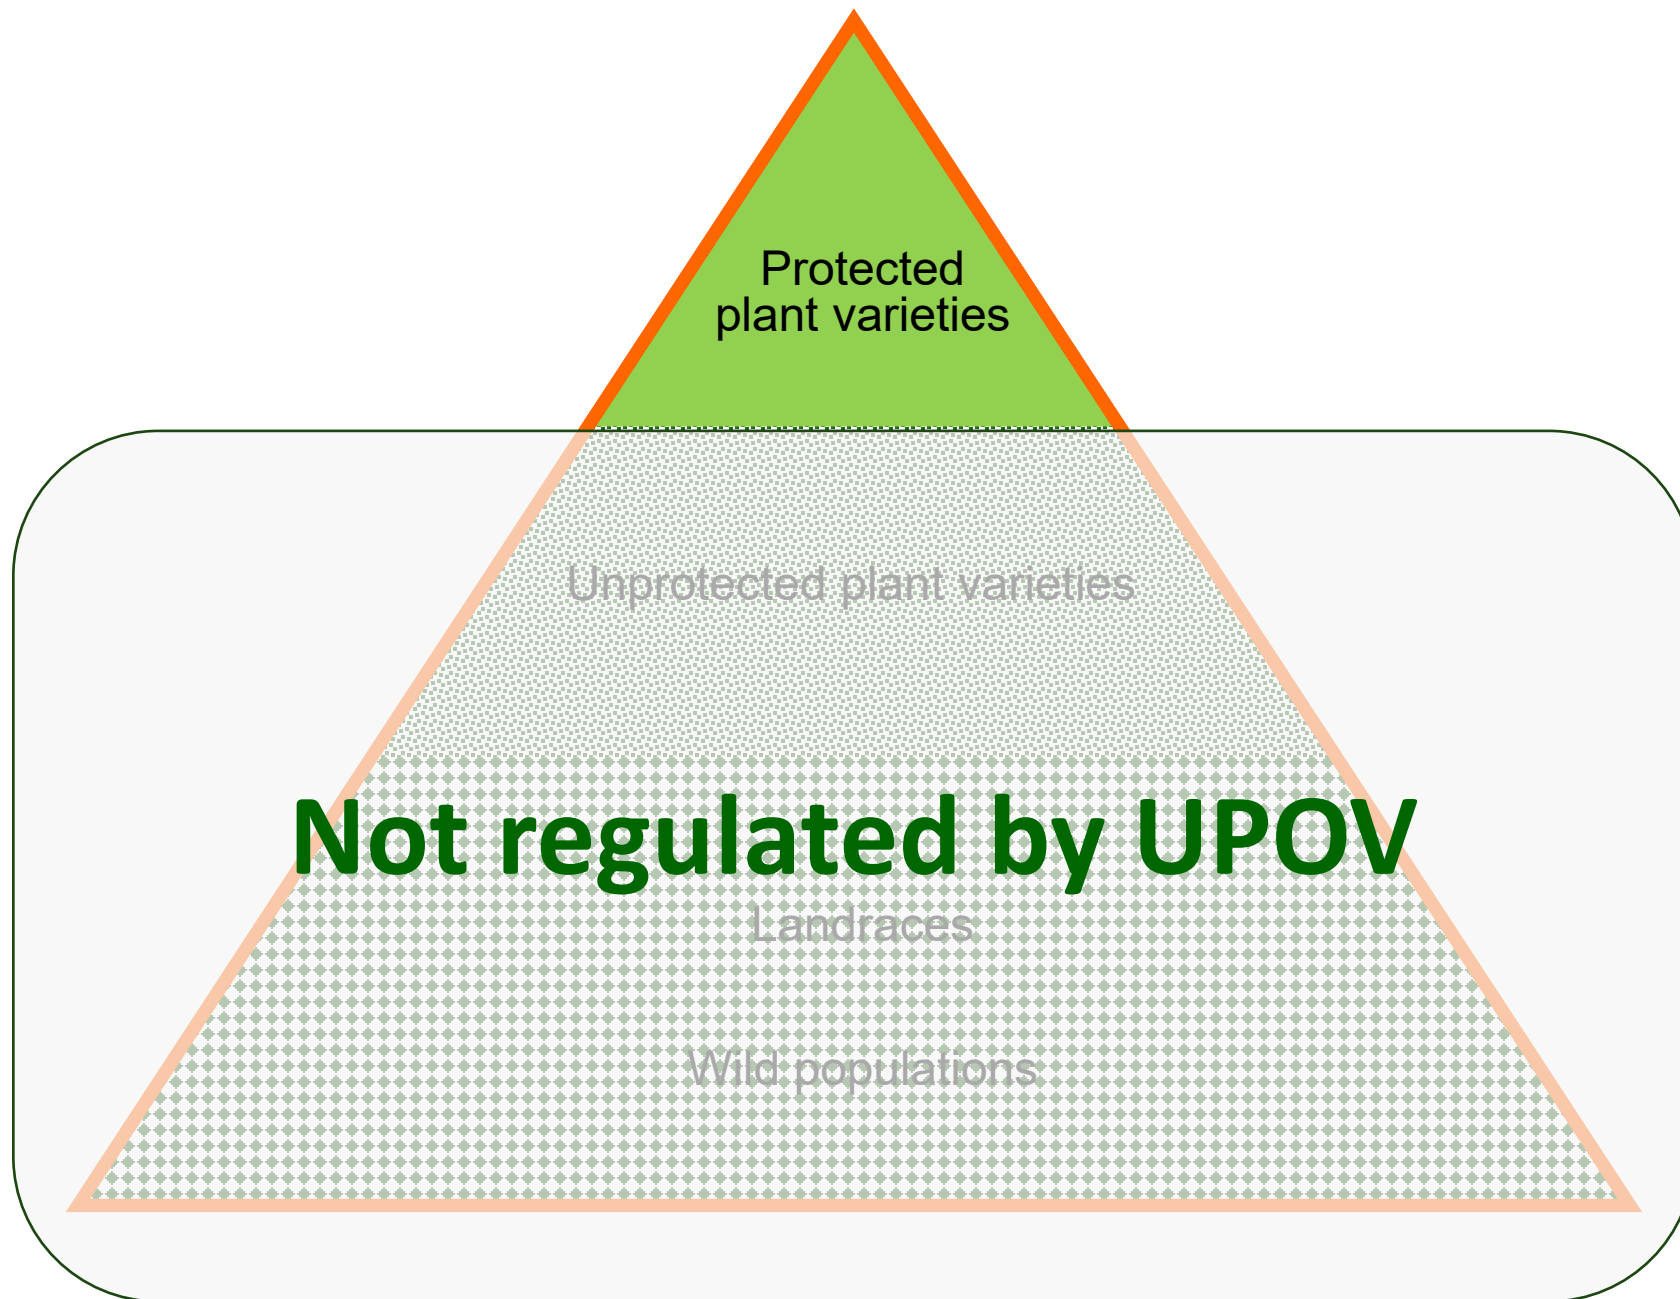 Protected
plant varieties
Unprotected plant varieties
Not regulated by UPOV
Landraces
Wild populations